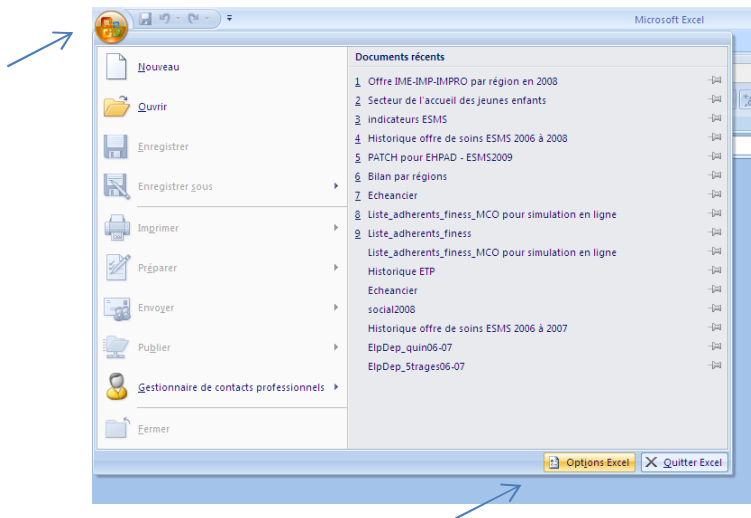 Microsoft Excel
Nouveau
Ouvrir
Enregistrer
Enregistrer sous
Imprimer
Préparer
Envoyer
Publier
Gestionnaire de contacts professionnels
Fermer
Documents récents
1 Offre IME-IMP-IMPRO par région en 2008
2 Secteur de l'accueil des jeunes enfants
3 indicateurs ESMS
4 Historique offre de soins ESMS 2006 à 2008
5 PATCH pour EHPAD - ESMS2009
6 Bilan par régions
7 Echeancier
8 Liste_adherents_finess_MCO pour simulation en ligne
9 Liste_adherents_finess
Liste_adherents_finess_MCO pour simulation en ligne
Historique ETP
Echeancier
social2008
Historique offre de soins ESMS 2006 à 2007
ElpDep_quin06-07
ElpDep_5trages06-07
Options Excel
Quitter Excel